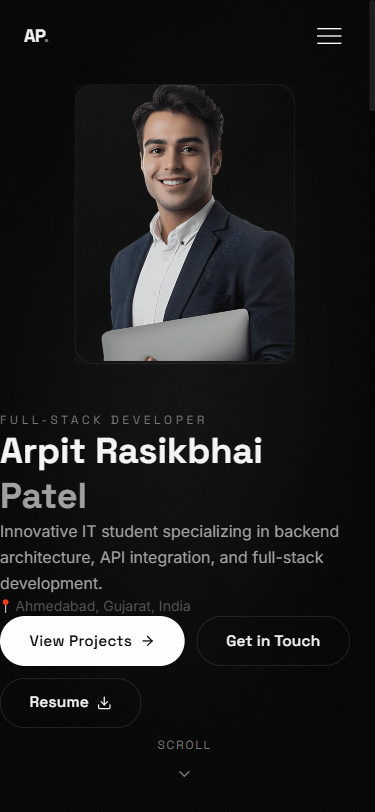 AP.
FULL-STACK DEVELOPER
Arpit Rasikbhai
Patel
Innovative IT student specializing in backend
architecture, API integration, and full-stack
development.
📍 Ahmedabad, Gujarat, India
View Projects →
Get in Touch
Resume
SCROLL